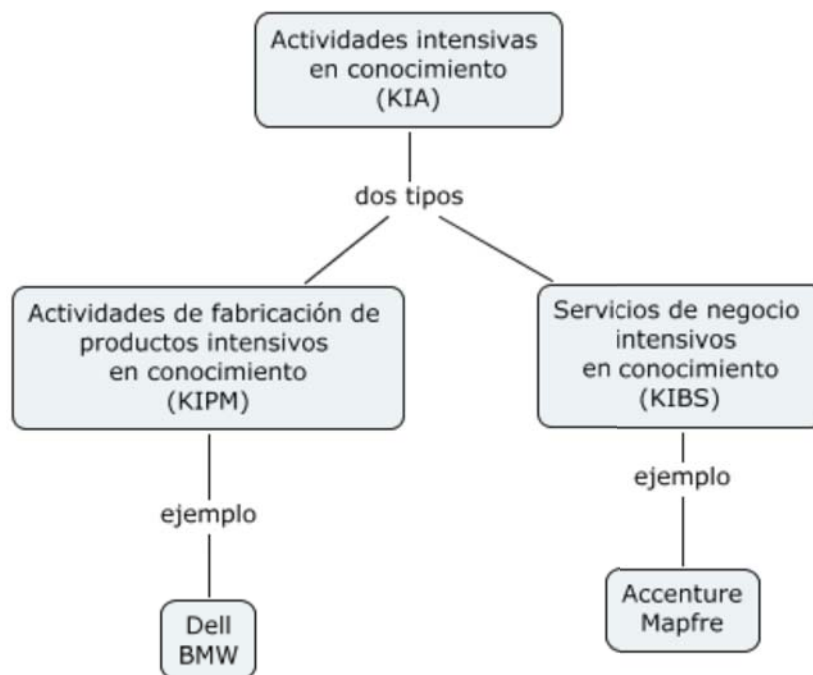 Actividades intensivas
en conocimiento
(KIA)
dos tipos
Actividades de fabricación de
productos intensivos
en conocimiento
(KIPM)
Servicios de negocio
intensivos
en conocimiento
(KIBS)
ejemplo
ejemplo
Dell
BMW
Accenture
Mapfre